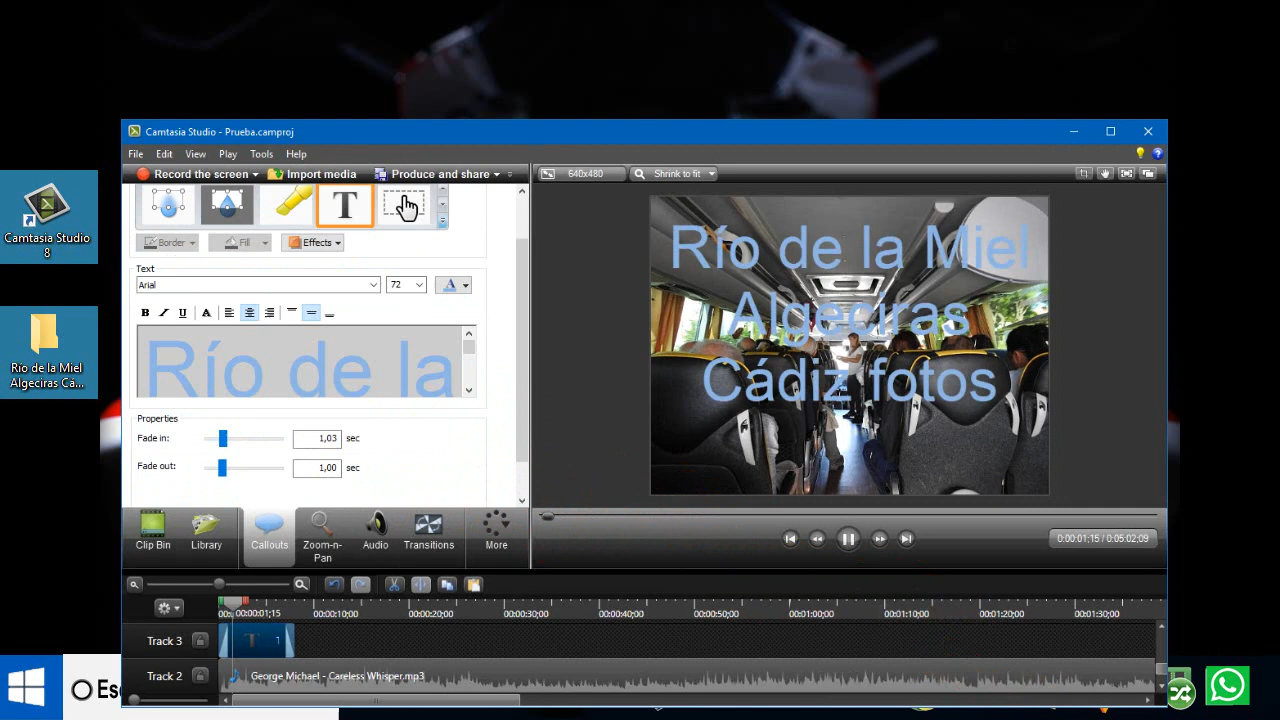 Camtasia Studio - Prueba.camproj
File Edit View Play Tools Help
Record the screen Import media Produce and share
640x480 Shrink to fit
Camtasia Studio 8
Río de la Miel Algeciras Ca...
T
Border Fill Effects
Text
Arial 72 A
B I U A
Río de la
Properties
Fade in: 1,03 sec
Fade out: 1,00 sec
Río de la Miel
Algeciras
Cádiz fotos
Clip Bin Library Callouts Zoom-n-Pan Audio Transitions More
0:00:01;15 / 0:05:02;09
00:00:01;15 00:00:10;00 00:00:20;00 00:00:30;00 00:00:40;00 00:00:50;00 00:01:00;00 00:01:10;00 00:01:20;00 00:01:30;00
Track 3 T
Track 2 George Michael - Careless Whisper.mp3